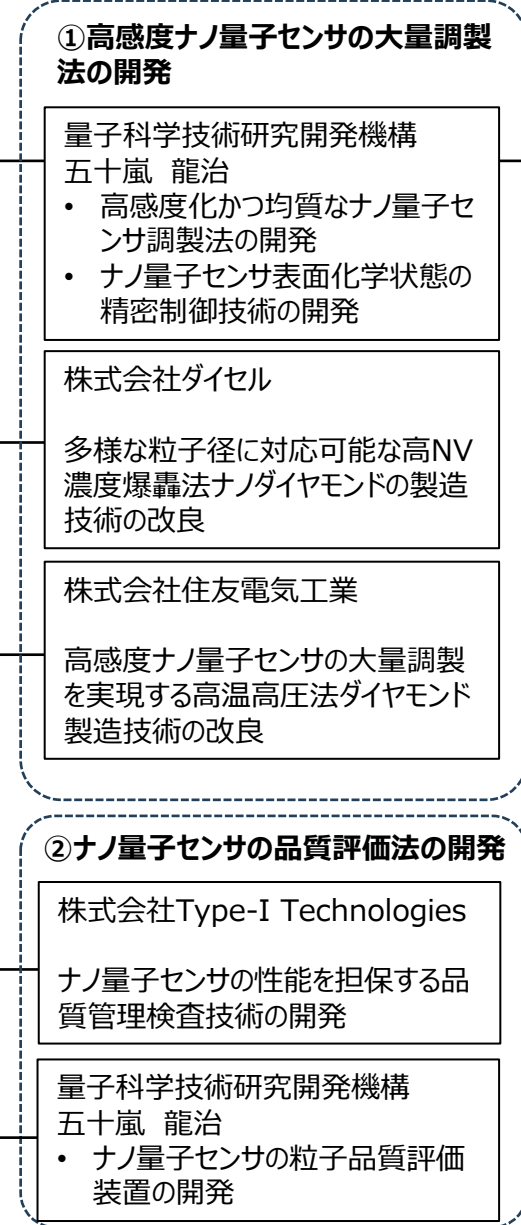 ①高感度ナノ量子センサの大量調製
法の開発
量子科学技術研究開発機構
五十嵐 龍治
• 高感度化かつ均質なナノ量子セ
ンサ調製法の開発
• ナノ量子センサ表面化学状態の
精密制御技術の開発
株式会社ダイセル
多様な粒子径に対応可能な高NV
濃度爆轟法ナノダイヤモンドの製造
技術の改良
株式会社住友電気工業
高感度ナノ量子センサの大量調製
を実現する高温高圧法ダイヤモンド
製造技術の改良
②ナノ量子センサの品質評価法の開発
株式会社Type-I Technologies
ナノ量子センサの性能を担保する品
質管理検査技術の開発
量子科学技術研究開発機構
五十嵐 龍治
• ナノ量子センサの粒子品質評価
装置の開発